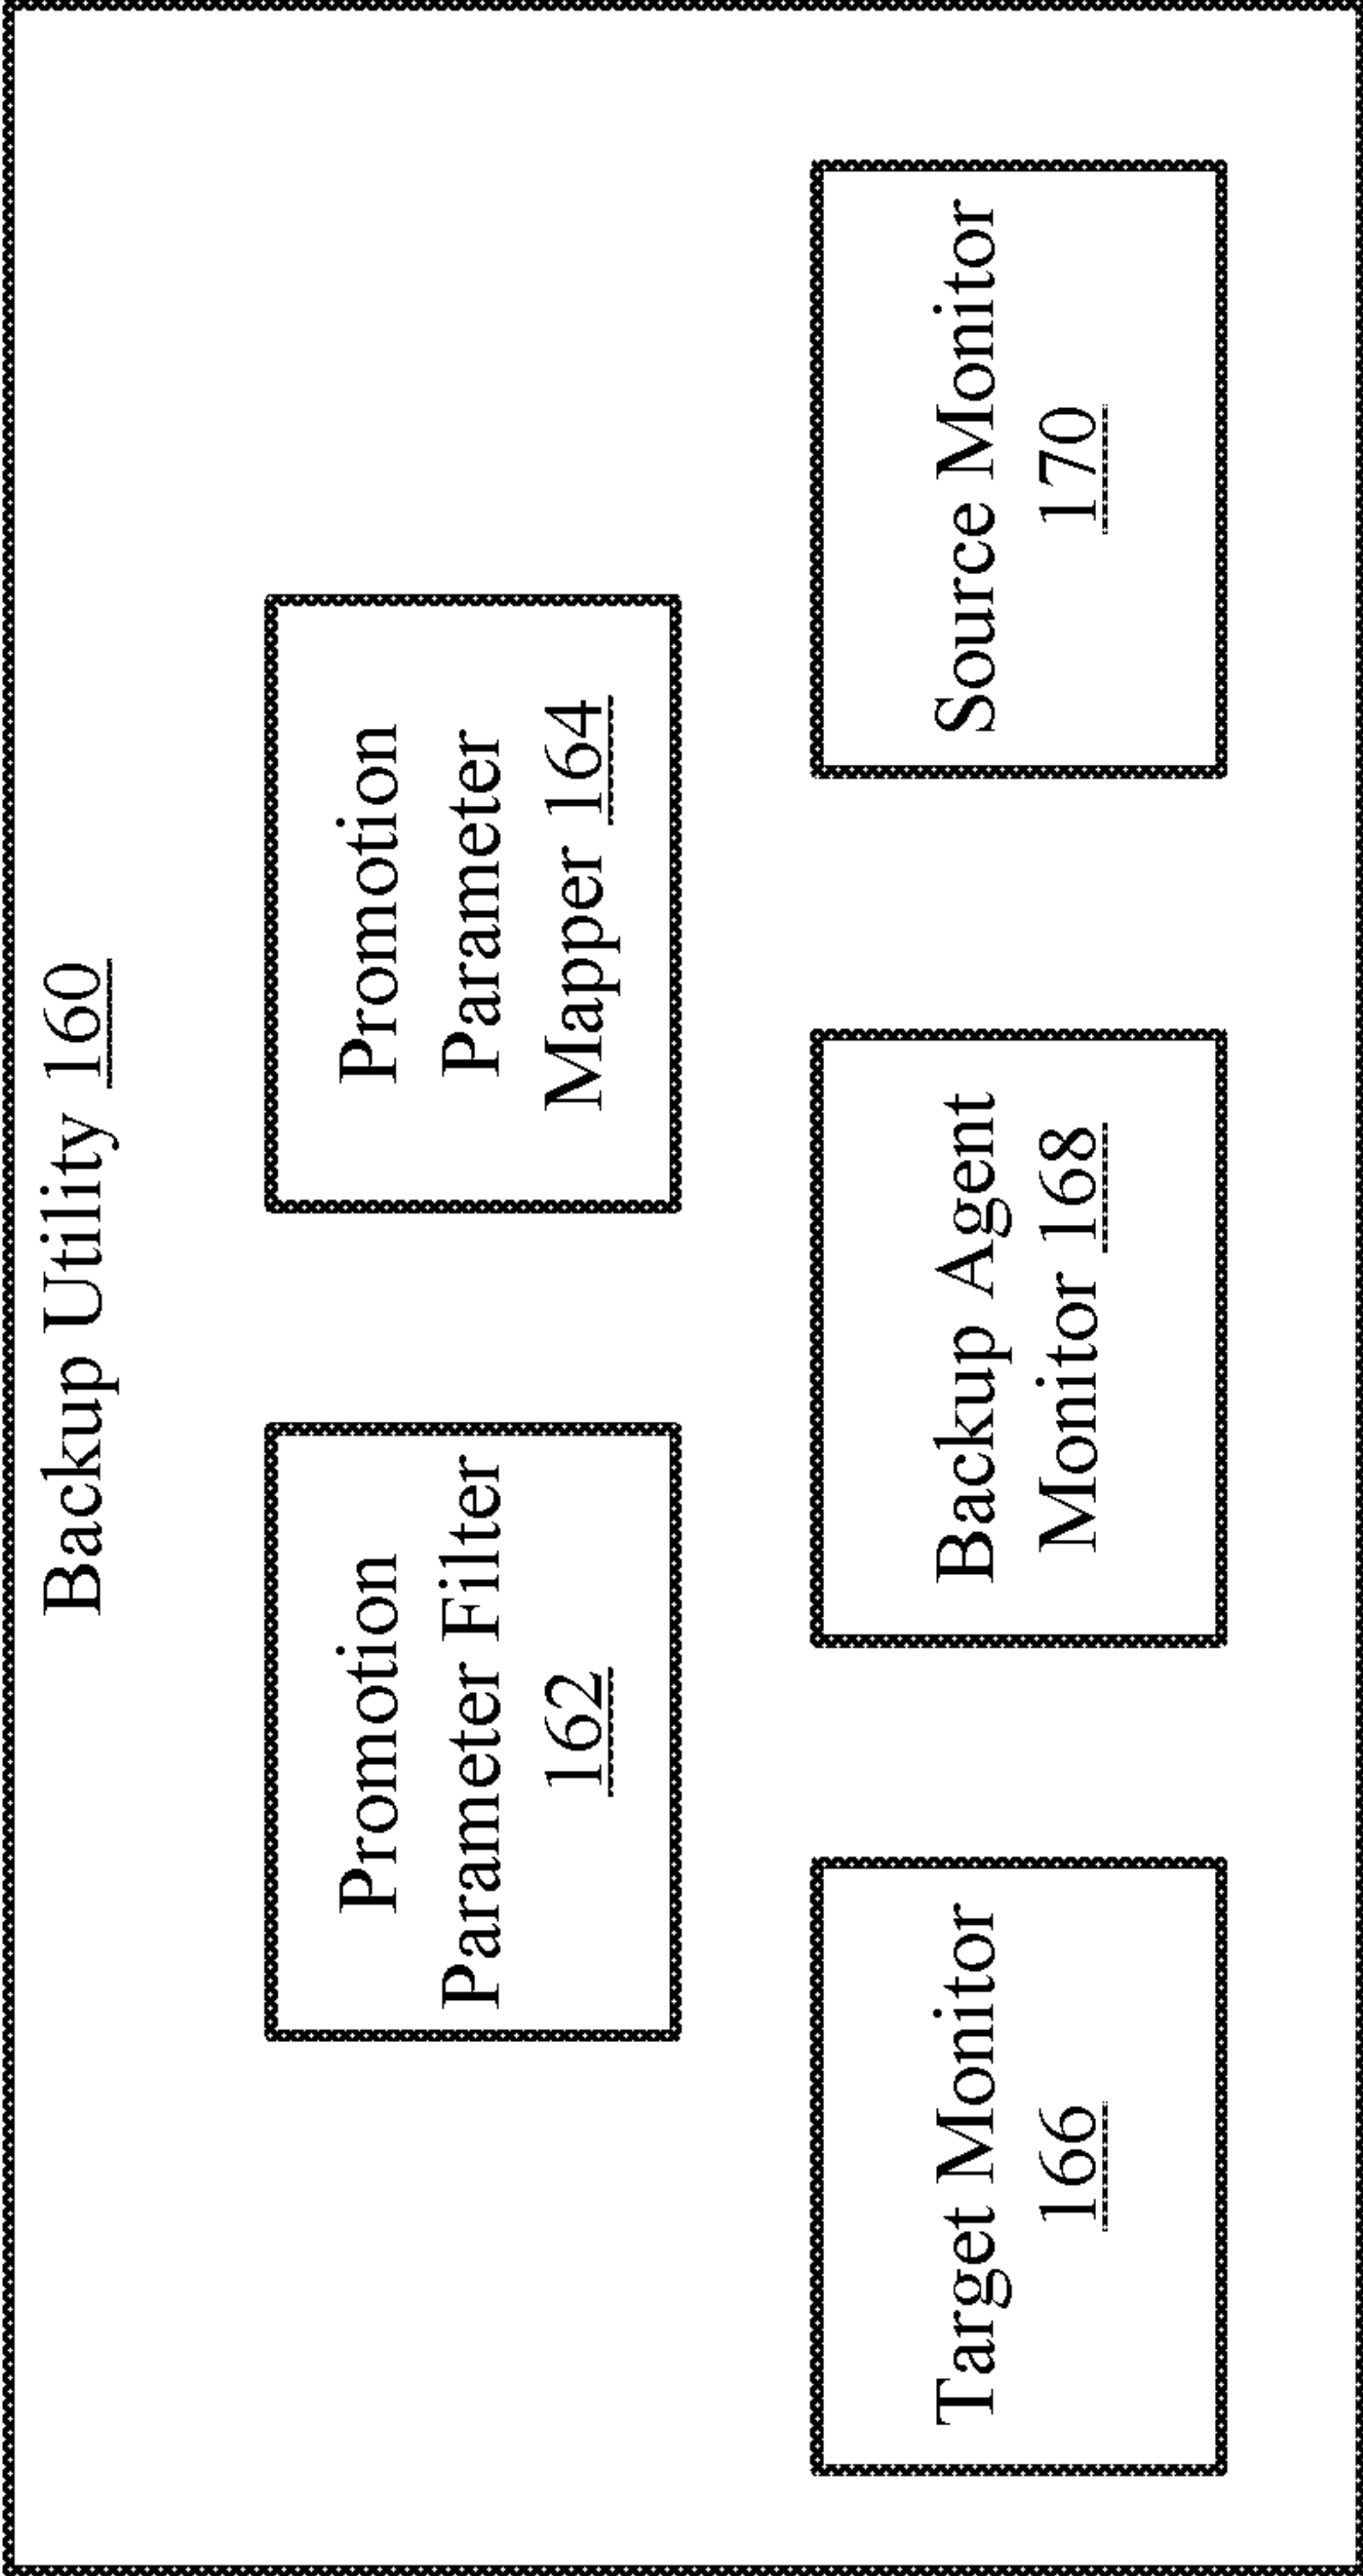 Backup Utility 160
Promotion
Parameter Filter
162
Promotion
Parameter
Mapper 164
Target Monitor
166
Backup Agent
Monitor 168
Source Monitor
170